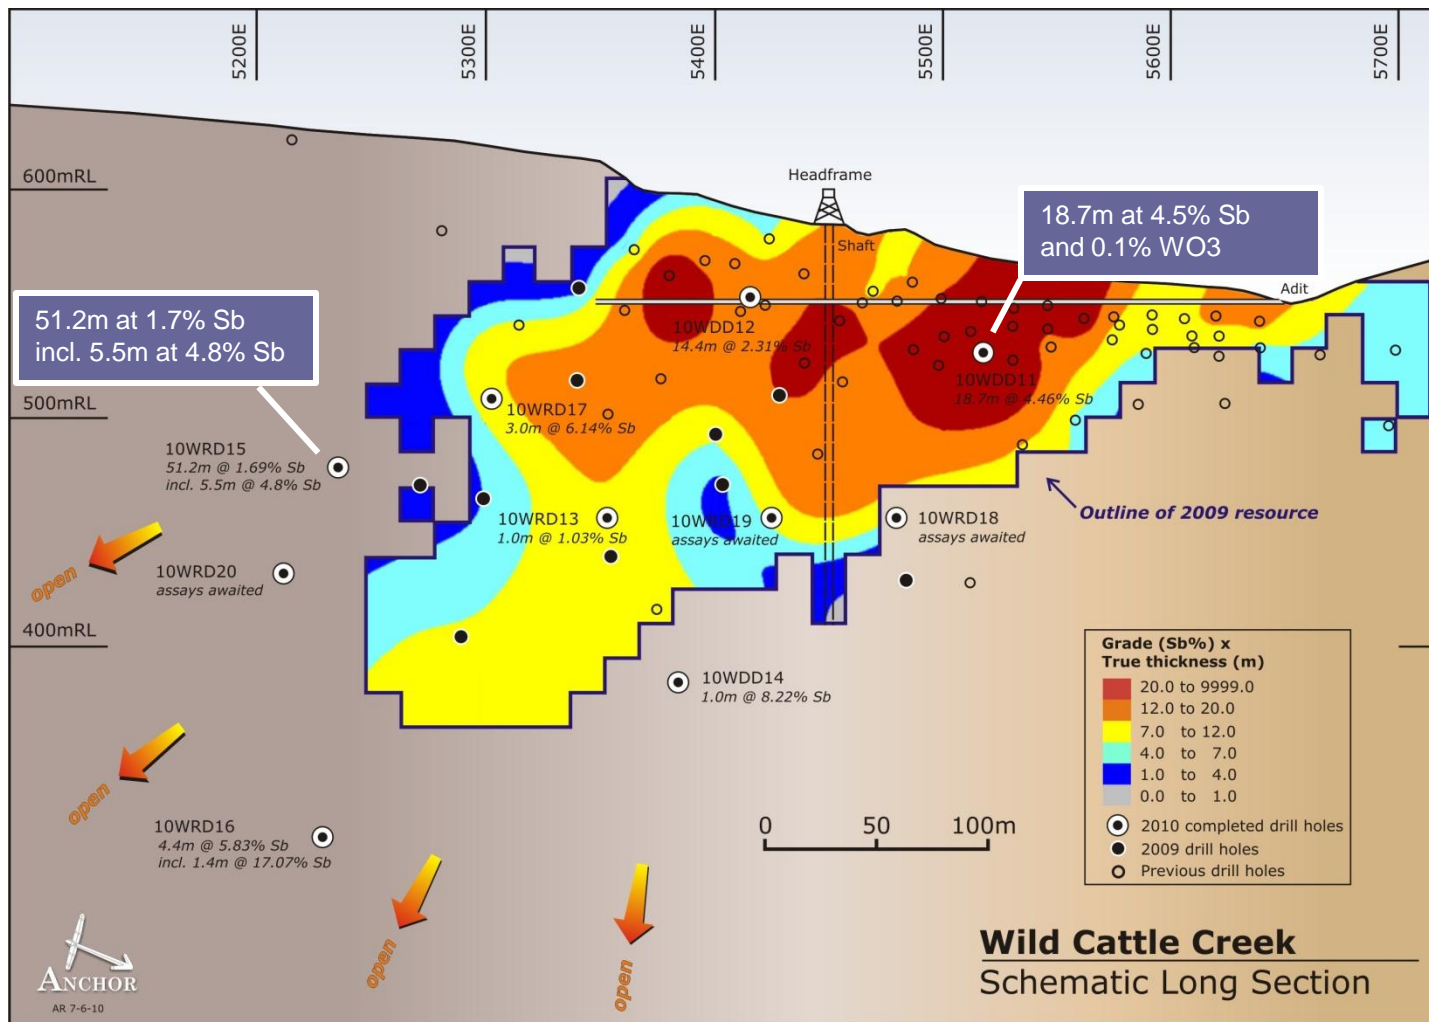 5200E
5300E
5400E
5500E
5600E
5700E
600mRL
Headframe
Shaft
18.7m at 4.5% Sb
and 0.1% WO3
Adit
51.2m at 1.7% Sb
incl. 5.5m at 4.8% Sb
10WDD12
14.4m @ 2.31% Sb
10WDD11
18.7m @ 4.46% Sb
500mRL
10WRD17
3.0m @ 6.14% Sb
10WRD15
51.2m @ 1.69% Sb
incl. 5.5m @ 4.8% Sb
10WRD13
1.0m @ 1.03% Sb
10WRD19
assays awaited
10WRD18
assays awaited
Outline of 2009 resource
open
10WRD20
assays awaited
400mRL
10WDD14
1.0m @ 8.22% Sb
Grade (Sb%) x
True thickness (m)
20.0 to 9999.0
12.0 to 20.0
7.0 to 12.0
4.0 to 7.0
1.0 to 4.0
0.0 to 1.0
2010 completed drill holes
2009 drill holes
Previous drill holes
open
10WRD16
4.4m @ 5.83% Sb
incl. 1.4m @ 17.07% Sb
0 50 100m
open
open
ANCHOR
AR 7-6-10
Wild Cattle Creek
Schematic Long Section